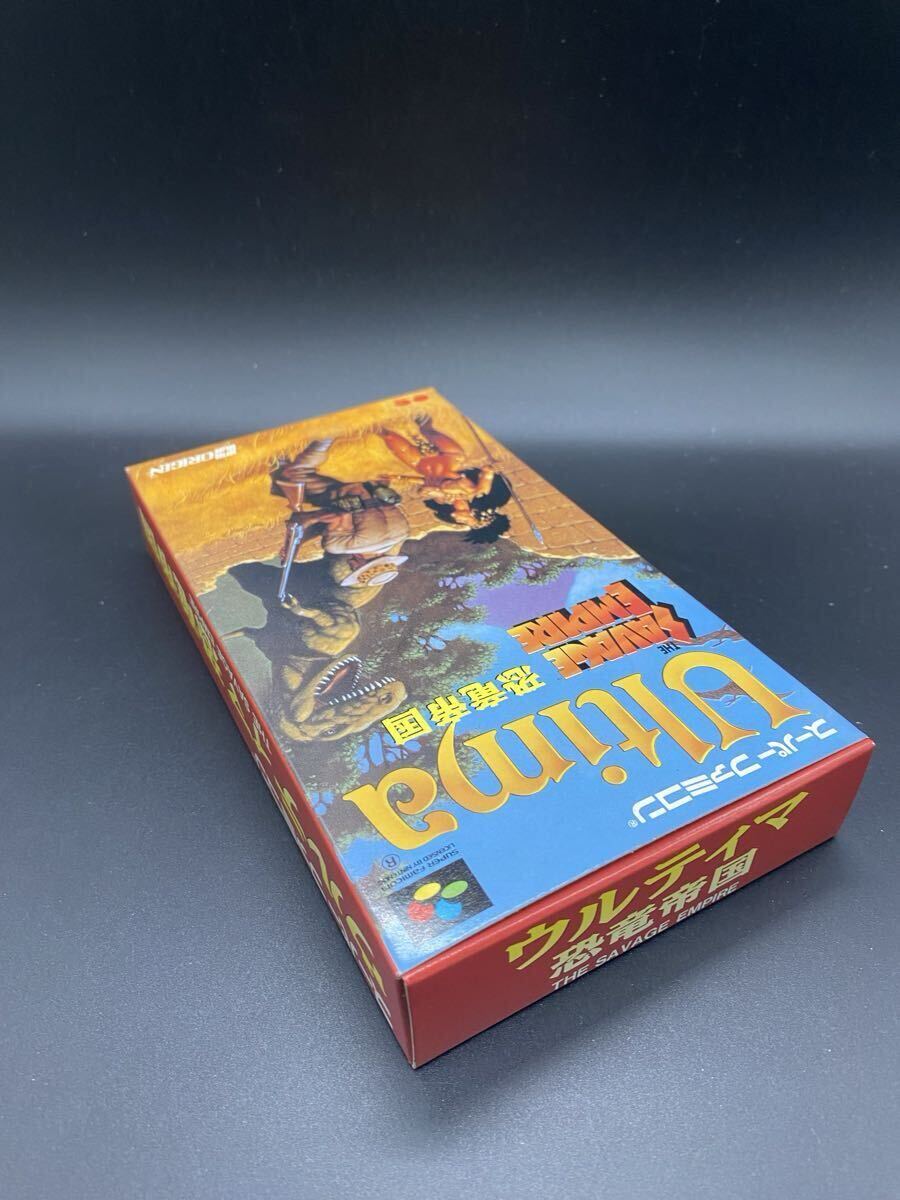 スーパーファミコン®
Ultima
恐竜帝国
THE SAVAGE EMPIRE
ORIGIN
SUPER FAMICOM
LICENSED BY NINTENDO
®
ウルティマ
恐竜帝国
THE SAVAGE EMPIRE